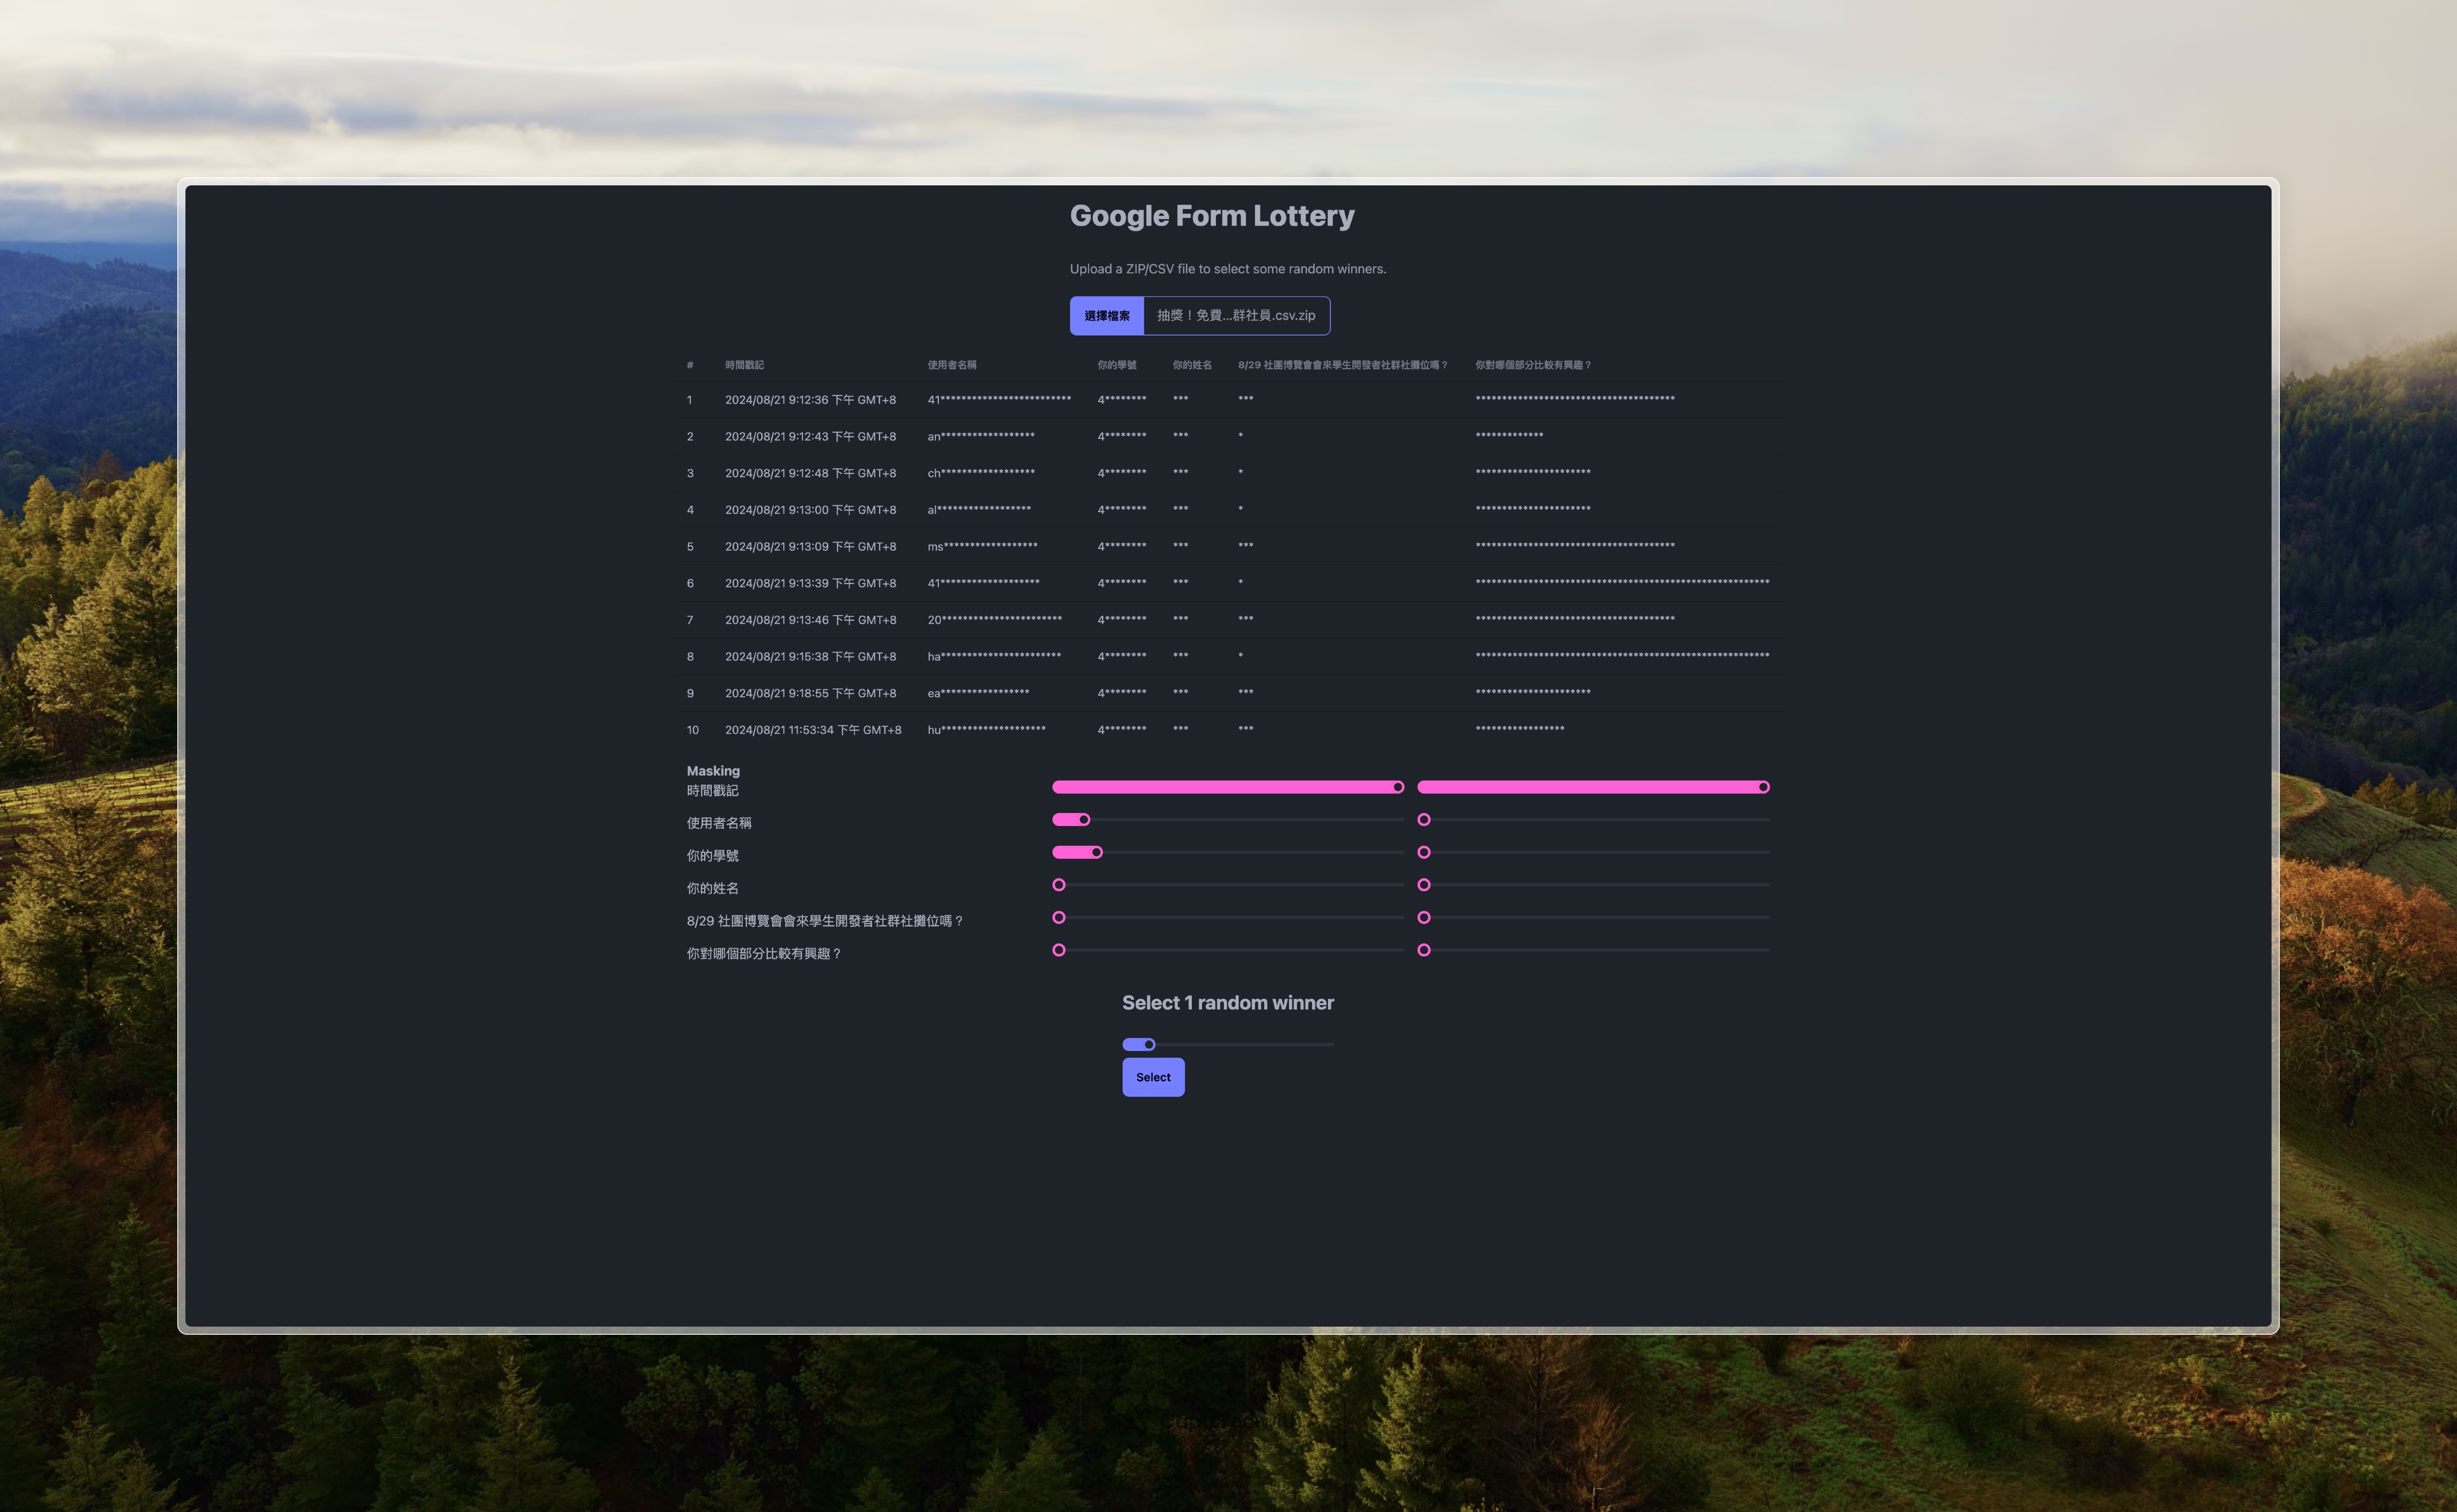 Google Form Lottery
Upload a ZIP/CSV file to select some random winners.
選擇檔案 抽獎！免費...群社員.csv.zip
# 時間戳記 使用者名稱 你的學號 你的姓名 8/29 社團博覽會會來學生開發者社群社攤位嗎？ 你對哪個部分比較有興趣？
1 2024/08/21 9:12:36 下午 GMT+8 41************************* 4******** *** *** **************************************
2 2024/08/21 9:12:43 下午 GMT+8 an****************** 4******** *** * *************
3 2024/08/21 9:12:48 下午 GMT+8 ch****************** 4******** *** * **********************
4 2024/08/21 9:13:00 下午 GMT+8 al****************** 4******** *** * **********************
5 2024/08/21 9:13:09 下午 GMT+8 ms****************** 4******** *** *** **************************************
6 2024/08/21 9:13:39 下午 GMT+8 41******************* 4******** *** * ********************************************************
7 2024/08/21 9:13:46 下午 GMT+8 20*********************** 4******** *** *** **************************************
8 2024/08/21 9:15:38 下午 GMT+8 ha*********************** 4******** *** * ********************************************************
9 2024/08/21 9:18:55 下午 GMT+8 ea***************** 4******** *** *** **********************
10 2024/08/21 11:53:34 下午 GMT+8 hu******************** 4******** *** *** *****************
Masking
時間戳記
使用者名稱
你的學號
你的姓名
8/29 社團博覽會會來學生開發者社群社攤位嗎？
你對哪個部分比較有興趣？
Select 1 random winner
Select